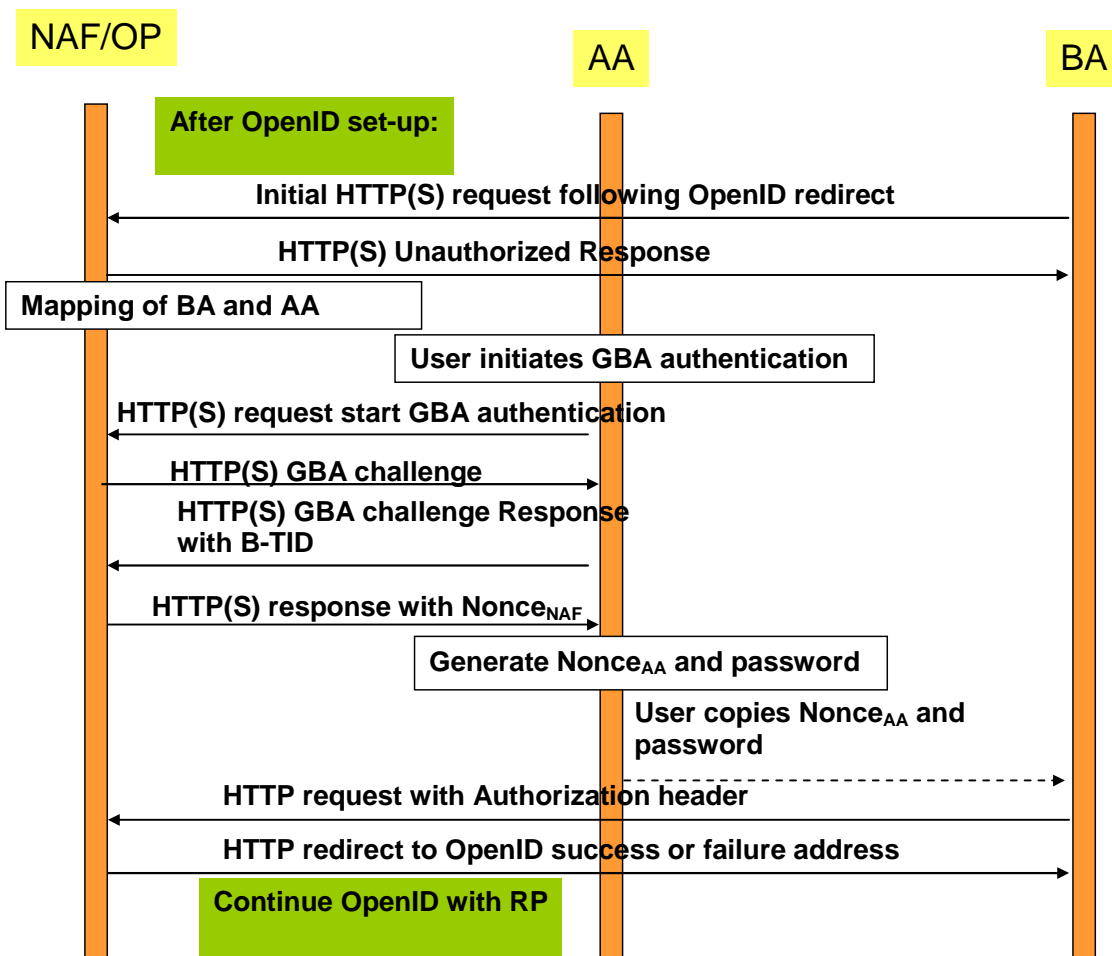 NAF/OP
AA
BA
After OpenID set-up:
Initial HTTP(S) request following OpenID redirect
HTTP(S) Unauthorized Response
Mapping of BA and AA
User initiates GBA authentication
HTTP(S) request start GBA authentication
HTTP(S) GBA challenge
HTTP(S) GBA challenge Response
with B-TID
HTTP(S) response with Nonce_NAF
Generate Nonce_AA and password
User copies Nonce_AA and
password
HTTP request with Authorization header
HTTP redirect to OpenID success or failure address
Continue OpenID with RP